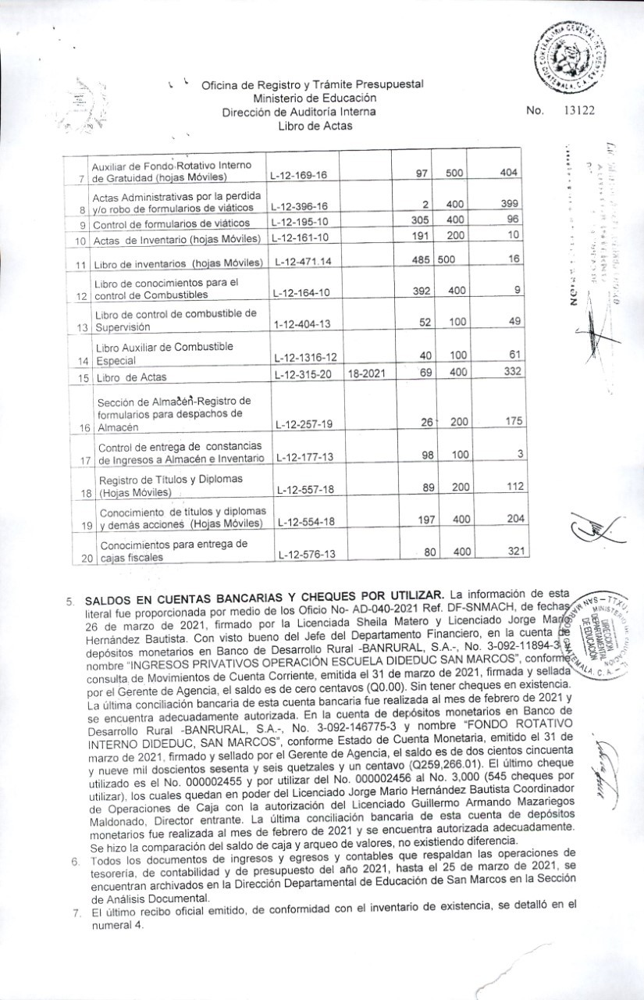 CONTRALORIA GENERAL DE CUENTAS
GUATEMALA, C.A.
Oficina de Registro y Trámite Presupuestal
Ministerio de Educación
Dirección de Auditoría Interna
Libro de Actas
No. 13122
7 Auxiliar de Fondo Rotativo Interno de Gratuidad (hojas Móviles) L-12-169-16 97 500 404
8 Actas Administrativas por la perdida y/o robo de formularios de viáticos L-12-396-16 2 400 399
9 Control de formularios de viáticos L-12-195-10 305 400 96
10 Actas de Inventario (hojas Móviles) L-12-161-10 191 200 10
11 Libro de inventarios (hojas Móviles) L-12-471.14 485 500 16
12 Libro de conocimientos para el control de Combustibles L-12-164-10 392 400 9
13 Libro de control de combustible de Supervisión 1-12-404-13 52 100 49
14 Libro Auxiliar de Combustible Especial L-12-1316-12 40 100 61
15 Libro de Actas L-12-315-20 18-2021 69 400 332
16 Sección de Almacén-Registro de formularios para despachos de Almacén L-12-257-19 26 200 175
17 Control de entrega de constancias de Ingresos a Almacén e Inventario L-12-177-13 98 100 3
18 Registro de Títulos y Diplomas (Hojas Móviles) L-12-557-18 89 200 112
19 Conocimiento de títulos y diplomas y demás acciones (Hojas Móviles) L-12-554-18 197 400 204
20 Conocimientos para entrega de cajas fiscales L-12-576-13 80 400 321
5. SALDOS EN CUENTAS BANCARIAS Y CHEQUES POR UTILIZAR. La información de esta
literal fue proporcionada por medio de los Oficio No- AD-040-2021 Ref. DF-SNMACH, de fechas
26 de marzo de 2021, firmado por la Licenciada Sheila Matero y Licenciado Jorge Mario
Hernández Bautista. Con visto bueno del Jefe del Departamento Financiero, en la cuenta de
depósitos monetarios en Banco de Desarrollo Rural -BANRURAL, S.A.-, No. 3-092-11894-3
nombre "INGRESOS PRIVATIVOS OPERACIÓN ESCUELA DIDEDUC SAN MARCOS", conforme
consulta de Movimientos de Cuenta Corriente, emitida el 31 de marzo de 2021, firmada y sellada
por el Gerente de Agencia, el saldo es de cero centavos (Q0.00). Sin tener cheques en existencia.
La última conciliación bancaria de esta cuenta bancaria fue realizada al mes de febrero de 2021 y
se encuentra adecuadamente autorizada. En la cuenta de depósitos monetarios en Banco de
Desarrollo Rural -BANRURAL, S.A.-, No. 3-092-146775-3 y nombre "FONDO ROTATIVO
INTERNO DIDEDUC, SAN MARCOS", conforme Estado de Cuenta Monetaria, emitido el 31 de
marzo de 2021, firmado y sellado por el Gerente de Agencia, el saldo es de dos cientos cincuenta
y nueve mil doscientos sesenta y seis quetzales y un centavo (Q259,266.01). El último cheque
utilizado es el No. 000002455 y por utilizar del No. 000002456 al No. 3,000 (545 cheques por
utilizar), los cuales quedan en poder del Licenciado Jorge Mario Hernández Bautista Coordinador
de Operaciones de Caja con la autorización del Licenciado Guillermo Armando Mazariegos
Maldonado, Director entrante. La última conciliación bancaria de esta cuenta de depósitos
monetarios fue realizada al mes de febrero de 2021 y se encuentra autorizada adecuadamente.
Se hizo la comparación del saldo de caja y arqueo de valores, no existiendo diferencia.
6. Todos los documentos de ingresos y egresos y contables que respaldan las operaciones de
tesorería, de contabilidad y de presupuesto del año 2021, hasta el 25 de marzo de 2021, se
encuentran archivados en la Dirección Departamental de Educación de San Marcos en la Sección
de Análisis Documental.
7. El último recibo oficial emitido, de conformidad con el inventario de existencia, se detalló en el
numeral 4.
DIRECCIÓN
DEPARTAMENTAL
DE EDUCACIÓN